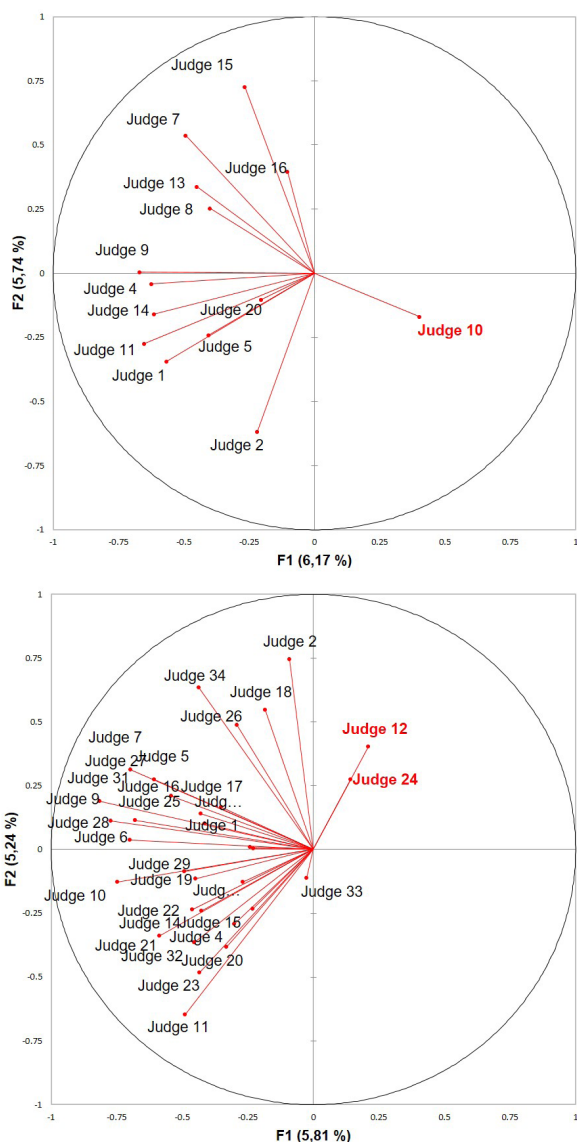 1
Judge 15
0.75
Judge 7
0.5
Judge 16
Judge 13
0.25
Judge 8
Judge 9
0
Judge 4
Judge 14
Judge 20
Judge 10
-0.25
Judge 11
Judge 5
Judge 1
-0.5
Judge 2
-0.75
-1
-1 -0.75 -0.5 -0.25 0 0.25 0.5 0.75 1
F2 (5,74 %)
F1 (6,17 %)
1
Judge 2
0.75
Judge 34
Judge 18
Judge 26
0.5
Judge 12
Judge 7
Judge 5
Judge 27
Judge 31
Judge 24
0.25
Judge 16
Judge 17
Judge 9
Judge 25
Judg...
Judge 28
Judge 1
Judge 6
0
Judge 29
Judge 19
Judg...
Judge 33
Judge 10
-0.25
Judge 22
Judge 14
Judge 15
Judge 21
Judge 4
Judge 32
Judge 20
-0.5
Judge 23
Judge 11
-0.75
-1
-1 -0.75 -0.5 -0.25 0 0.25 0.5 0.75 1
F2 (5,24 %)
F1 (5,81 %)